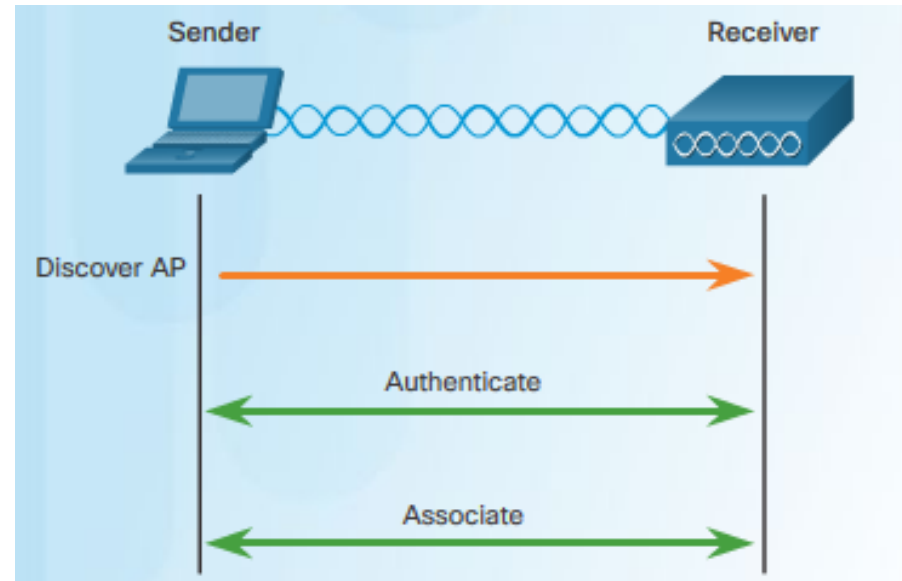 Sender
Receiver
Discover AP
Authenticate
Associate